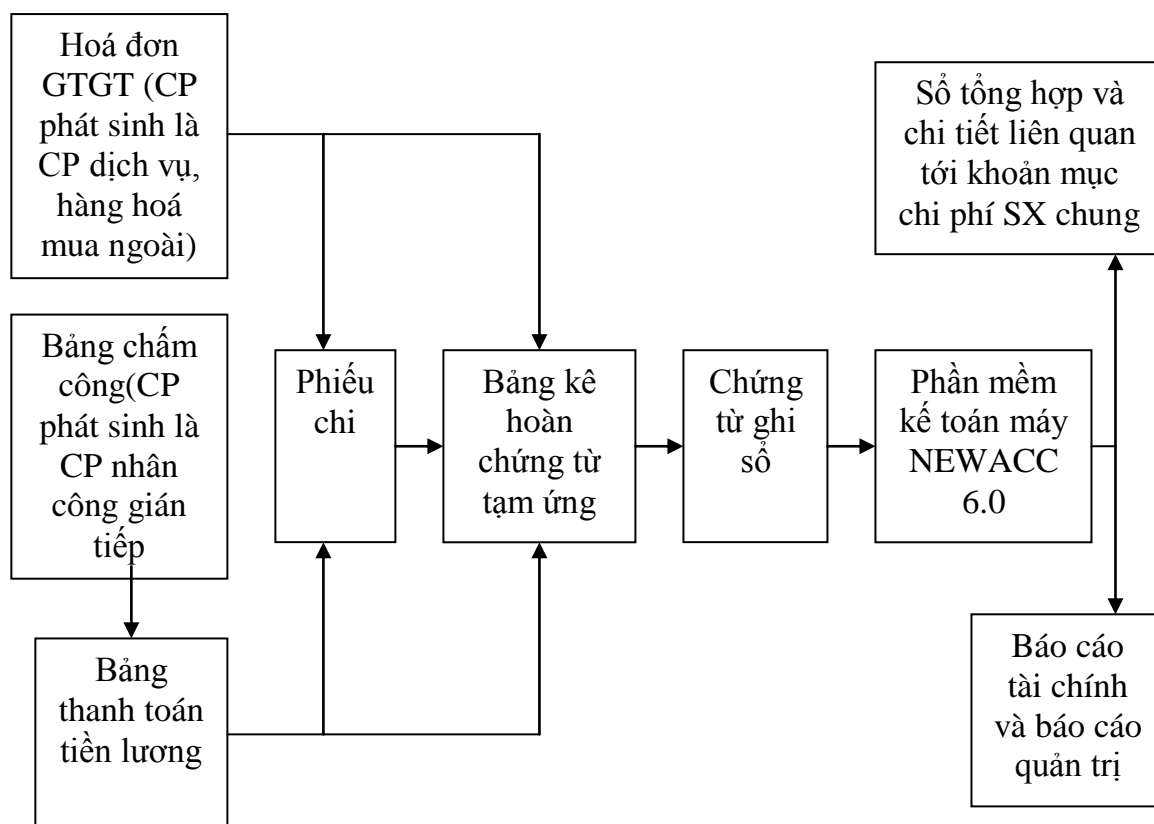 Hoá đơn
GTGT (CP
phát sinh là
CP dịch vụ,
hàng hoá
mua ngoài)
Bảng chấm
công(CP
phát sinh là
CP nhân
công gián
tiếp
Bảng
thanh toán
tiền lương
Phiếu
chi
Bảng kê
hoàn
chứng từ
tạm ứng
Chứng
từ ghi
sổ
Phần mềm
kế toán máy
NEWACC
6.0
Sổ tổng hợp và
chi tiết liên quan
tới khoản mục
chi phí SX chung
Báo cáo
tài chính
và báo cáo
quản trị